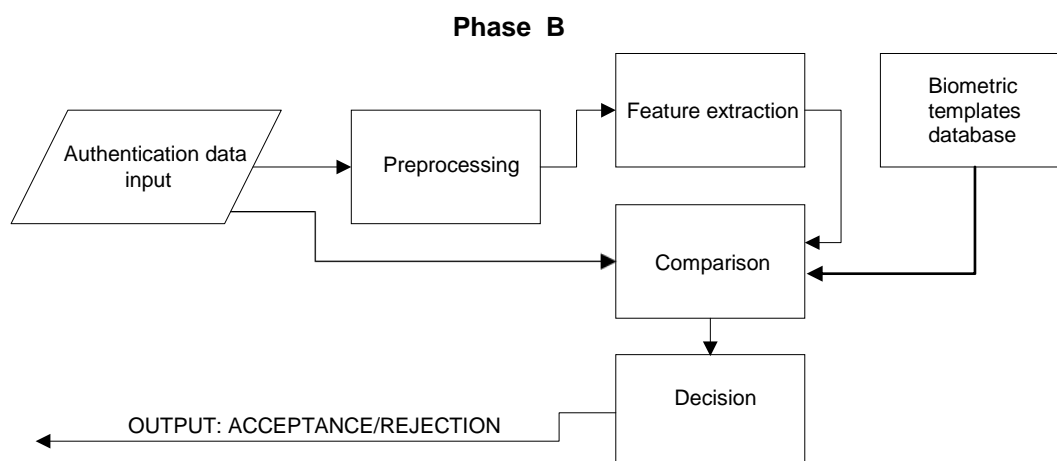 Phase B
Authentication data
input
Preprocessing
Feature extraction
Biometric
templates
database
Comparison
Decision
OUTPUT: ACCEPTANCE/REJECTION